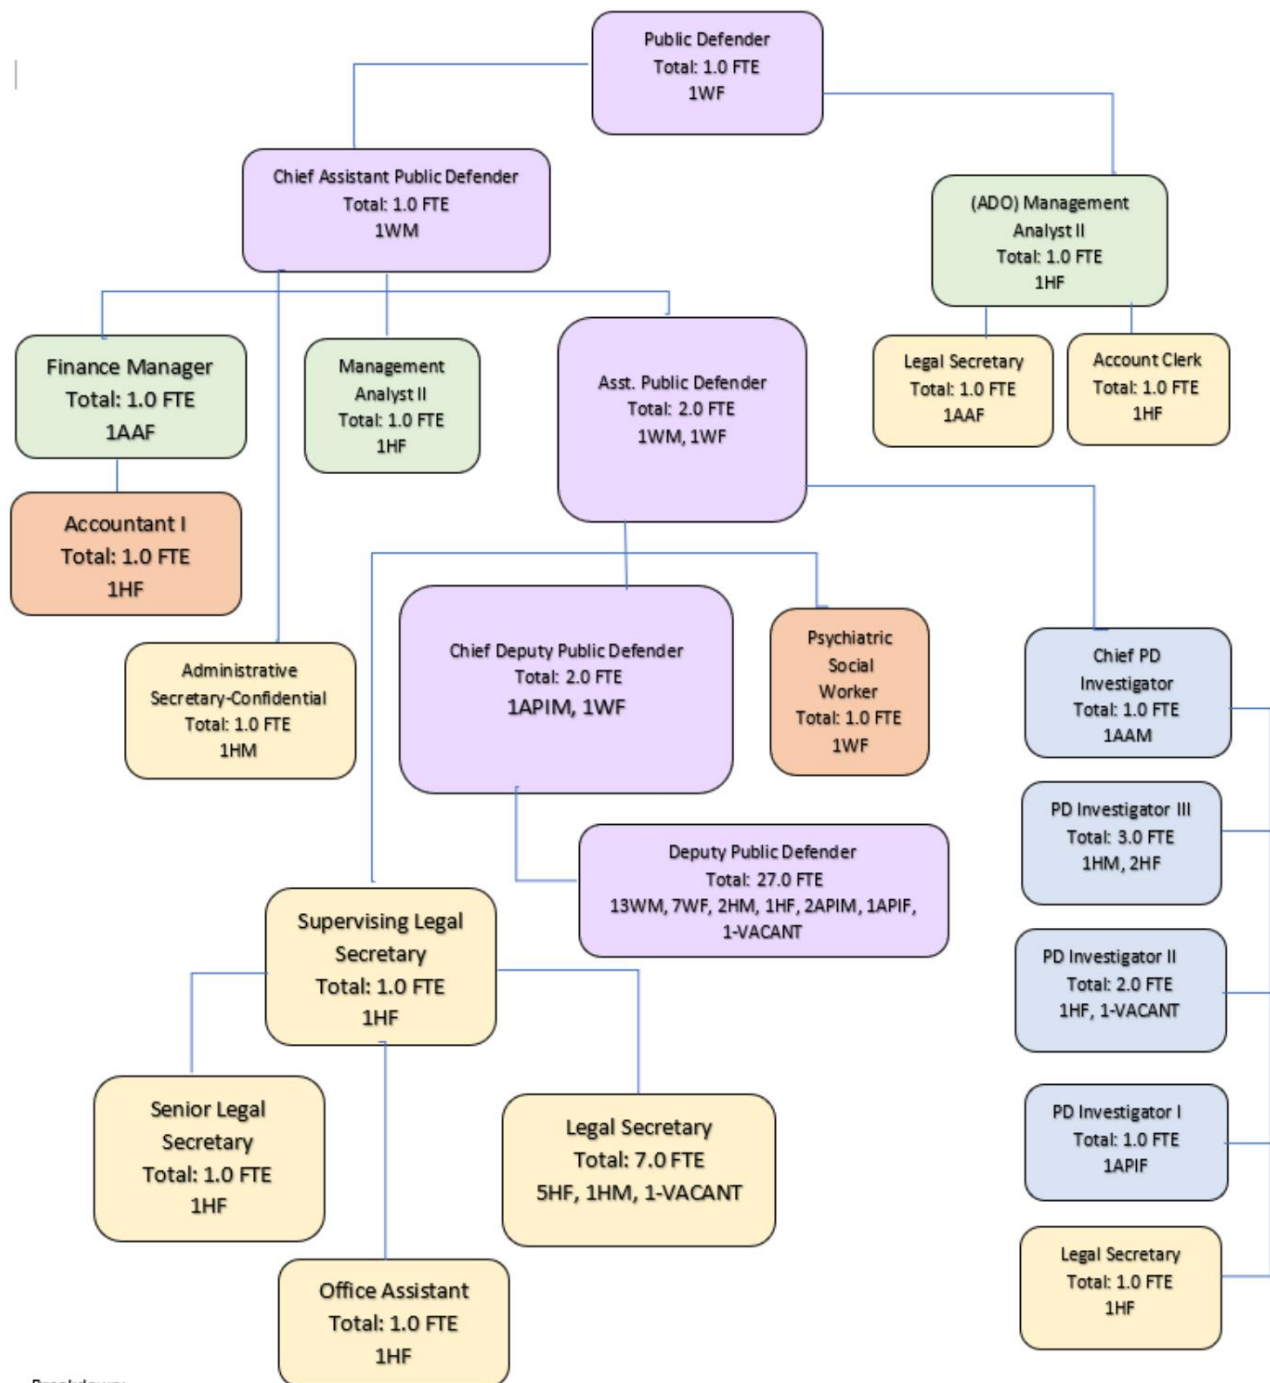 Public Defender
Total: 1.0 FTE
1WF
Chief Assistant Public Defender
Total: 1.0 FTE
1WM
(ADO) Management
Analyst II
Total: 1.0 FTE
1HF
Finance Manager
Total: 1.0 FTE
1AAF
Management
Analyst II
Total: 1.0 FTE
1HF
Asst. Public Defender
Total: 2.0 FTE
1WM, 1WF
Legal Secretary
Total: 1.0 FTE
1AAF
Account Clerk
Total: 1.0 FTE
1HF
Accountant I
Total: 1.0 FTE
1HF
Administrative
Secretary-Confidential
Total: 1.0 FTE
1HM
Chief Deputy Public Defender
Total: 2.0 FTE
1APIM, 1WF
Psychiatric
Social
Worker
Total: 1.0 FTE
1WF
Chief PD
Investigator
Total: 1.0 FTE
1AAM
PD Investigator III
Total: 3.0 FTE
1HM, 2HF
Deputy Public Defender
Total: 27.0 FTE
13WM, 7WF, 2HM, 1HF, 2APIM, 1APIF,
1-VACANT
Supervising Legal
Secretary
Total: 1.0 FTE
1HF
PD Investigator II
Total: 2.0 FTE
1HF, 1-VACANT
Senior Legal
Secretary
Total: 1.0 FTE
1HF
Legal Secretary
Total: 7.0 FTE
5HF, 1HM, 1-VACANT
PD Investigator I
Total: 1.0 FTE
1APIF
Legal Secretary
Total: 1.0 FTE
1HF
Office Assistant
Total: 1.0 FTE
1HF